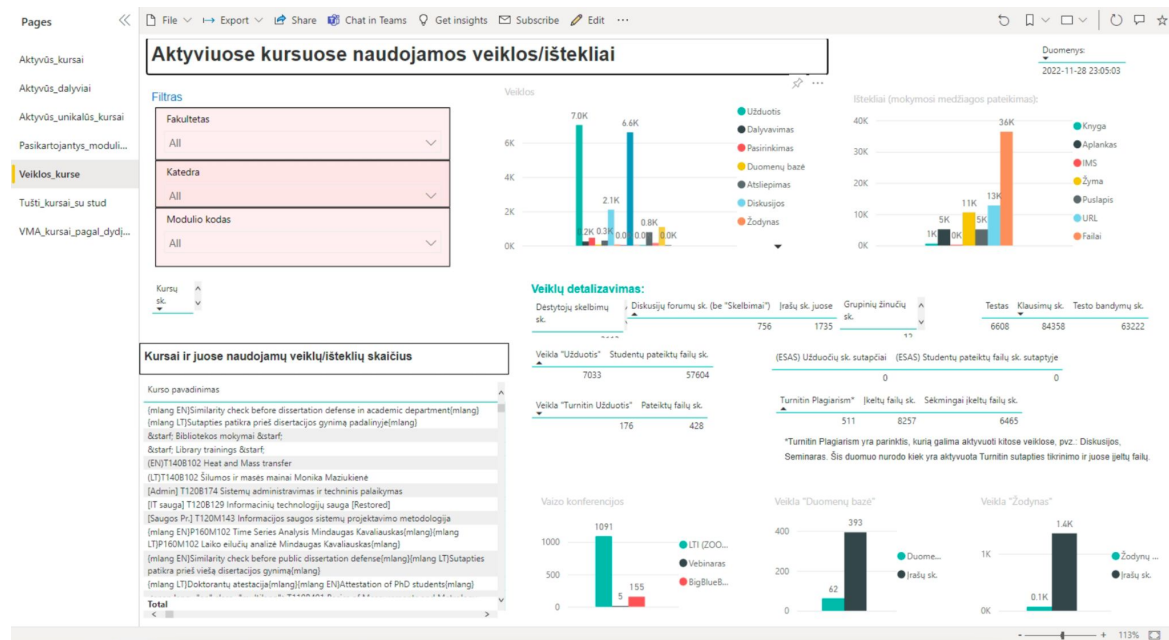 Pages
File
Export
Share
Chat in Teams
Get insights
Subscribe
Edit
Aktyvūs_kursai
Aktyvūs_dalyviai
Aktyvūs_unikalūs_kursai
Pasikartojantys_moduli...
Veiklos_kurse
Tušti_kursai_su stud
VMA_kursai_pagal_dydį...
Aktyviuose kursuose naudojamos veiklos/ištekliai
Duomenys:
2022-11-28 23:05:03
Filtras
Fakultetas
All
Katedra
All
Modulio kodas
All
Kursų
sk.
Veiklos
7.0K
6.6K
6K
4K
2K
0K
2.1K
0.2K 0.3K
0.0
0.8K
0.0K
Užduotis
Dalyvavimas
Pasirinkimas
Duomenų bazė
Atsliepimas
Diskusijos
Žodynas
Ištekliai (mokymosi medžiagos pateikimas):
40K
30K
20K
10K
0K
1K
5K
0K
11K
5K
13K
36K
Knyga
Aplankas
IMS
Žyma
Puslapis
URL
Failai
Veiklų detalizavimas:
Dėstytojų skelbimų
sk.
Diskusijų forumų sk. (be "Skelbimai") Įrašų sk. juose
756 1735
Grupinių žinučių
sk.
Testas Klausimų sk. Testo bandymų sk.
6608 84358 63222
Veikla "Užduotis" Studentų pateiktų failų sk.
7033 57604
(ESAS) Užduočių sk. sutapčiai (ESAS) Studentų pateiktų failų sk. sutaptyje
0 0
Veikla "Turnitin Užduotis" Pateiktų failų sk.
176 428
Turnitin Plagiarism* Įkeltų failų sk. Sėkmingai įkeltų failų sk.
511 8257 6465
*Turnitin Plagiarism yra parinktis, kurią galima aktyvuoti kitose veiklose, pvz.: Diskusijos,
Seminaras. Šis duomuo nurodo kiek yra aktyvuota Turnitin sutapties tikrinimo ir juose įjeltų failų.
Kursai ir juose naudojamų veiklų/išteklių skaičius
Kurso pavadinimas
{mlang EN}Similarity check before dissertation defense in academic department{mlang}
{mlang LT}Sutapties patikra prieš disertacijos gynimą padalinyje{mlang}
&starf; Bibliotekos mokymai &starf;
&starf; Library trainings &starf;
(EN)T140B102 Heat and Mass transfer
(LT)T140B102 Šilumos ir masės mainai Monika Maziukienė
[Admin] T120B174 Sistemų administravimas ir techninis palaikymas
[IT sauga] T120B129 Informacinių technologijų sauga [Restored]
[Saugos Pr.] T120M143 Informacijos saugos sistemų projektavimo metodologija
{mlang EN}P160M102 Time Series Analysis Mindaugas Kavaliauskas{mlang}{mlang
LT}P160M102 Laiko eilučių analizė Mindaugas Kavaliauskas{mlang}
{mlang EN}Similarity check before public dissertation defense{mlang}{mlang LT}Sutapties
patikra prieš viešą disertacijos gynimą{mlang}
{mlang LT}Doktorantų atestacija{mlang}{mlang EN}Attestation of PhD students{mlang}
Total
Vaizo konferencijos
1000
500
0
1091
5
155
LTI (ZOO...
Vebinaras
BigBlueB...
Veikla "Duomenų bazė"
400
200
0
62
393
Duome...
Įrašų sk.
Veikla "Žodynas"
1K
0K
0.1K
1.4K
Žodynų ...
Įrašų sk.
113%